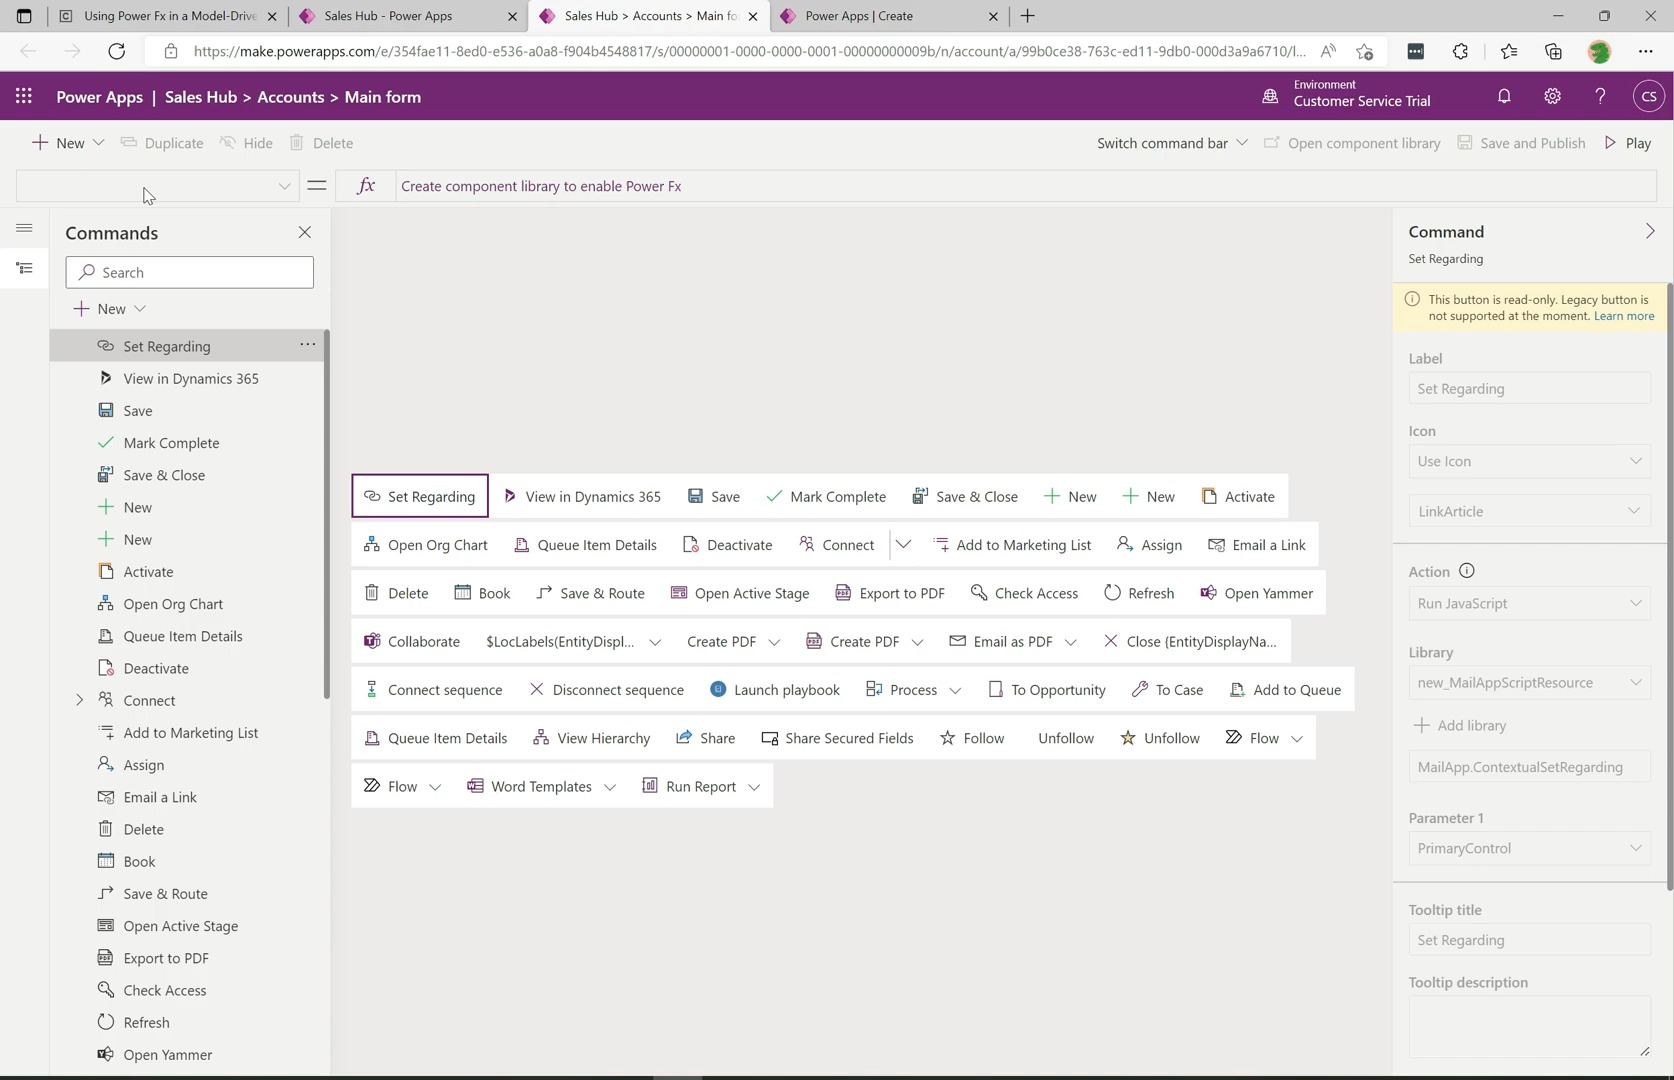 Using Power Fx in a Model-Drive
Sales Hub - Power Apps
Sales Hub > Accounts > Main fo
Power Apps | Create
https://make.powerapps.com/e/354fae11-8ed0-e536-a0a8-f904b4548817/s/00000001-0000-0000-0001-00000000009b/n/account/a/99b0ce38-763c-ed11-9db0-000d3a9a6710/l...
Power Apps | Sales Hub > Accounts > Main form
Environment
Customer Service Trial
CS
New
Duplicate
Hide
Delete
Switch command bar
Open component library
Save and Publish
Play
= fx Create component library to enable Power Fx
Commands
Search
New
Set Regarding ...
View in Dynamics 365
Save
Mark Complete
Save & Close
New
New
Activate
Open Org Chart
Queue Item Details
Deactivate
Connect
Add to Marketing List
Assign
Email a Link
Delete
Book
Save & Route
Open Active Stage
Export to PDF
Check Access
Refresh
Open Yammer
Set Regarding View in Dynamics 365 Save Mark Complete Save & Close New New Activate
Open Org Chart Queue Item Details Deactivate Connect Add to Marketing List Assign Email a Link
Delete Book Save & Route Open Active Stage Export to PDF Check Access Refresh Open Yammer
Collaborate $LocLabels(EntityDispl... Create PDF Create PDF Email as PDF Close {EntityDisplayNa...
Connect sequence Disconnect sequence Launch playbook Process To Opportunity To Case Add to Queue
Queue Item Details View Hierarchy Share Share Secured Fields Follow Unfollow Unfollow Flow
Flow Word Templates Run Report
Command
Set Regarding
This button is read-only. Legacy button is
not supported at the moment. Learn more
Label
Set Regarding
Icon
Use Icon
LinkArticle
Action
Run JavaScript
Library
new_MailAppScriptResource
Add library
MailApp.ContextualSetRegarding
Parameter 1
PrimaryControl
Tooltip title
Set Regarding
Tooltip description